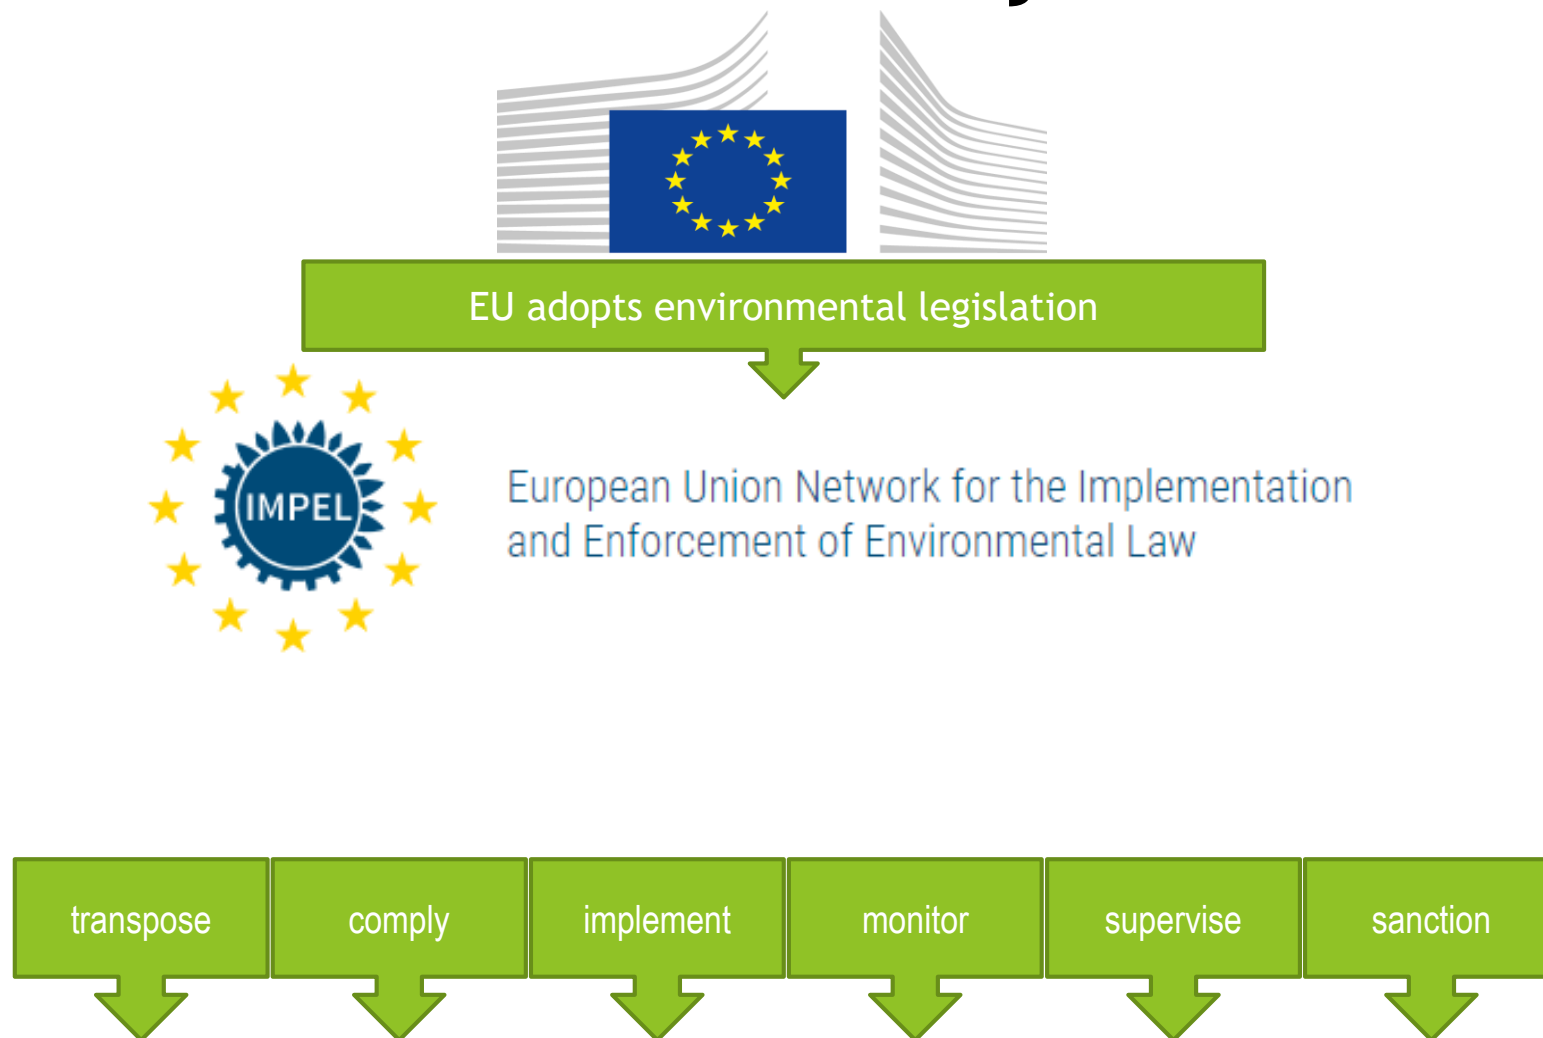 EU adopts environmental legislation
IMPEL
European Union Network for the Implementation
and Enforcement of Environmental Law
transpose
comply
implement
monitor
supervise
sanction